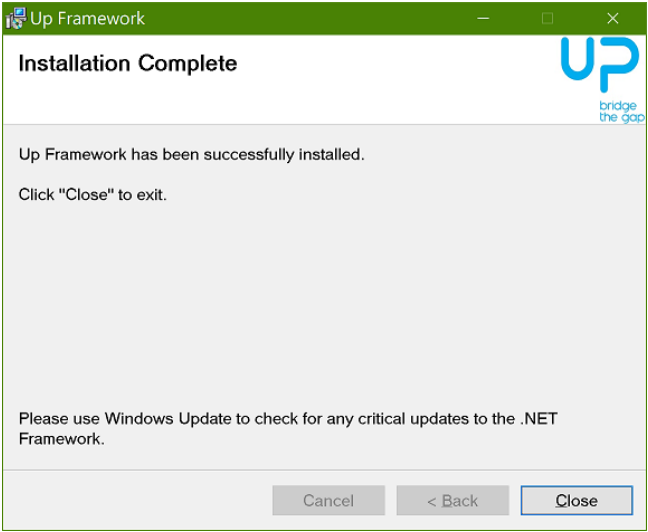 Up Framework
Installation Complete
UP
bridge
the gap
Up Framework has been successfully installed.
Click "Close" to exit.
Please use Windows Update to check for any critical updates to the .NET
Framework.
Cancel
< Back
Close